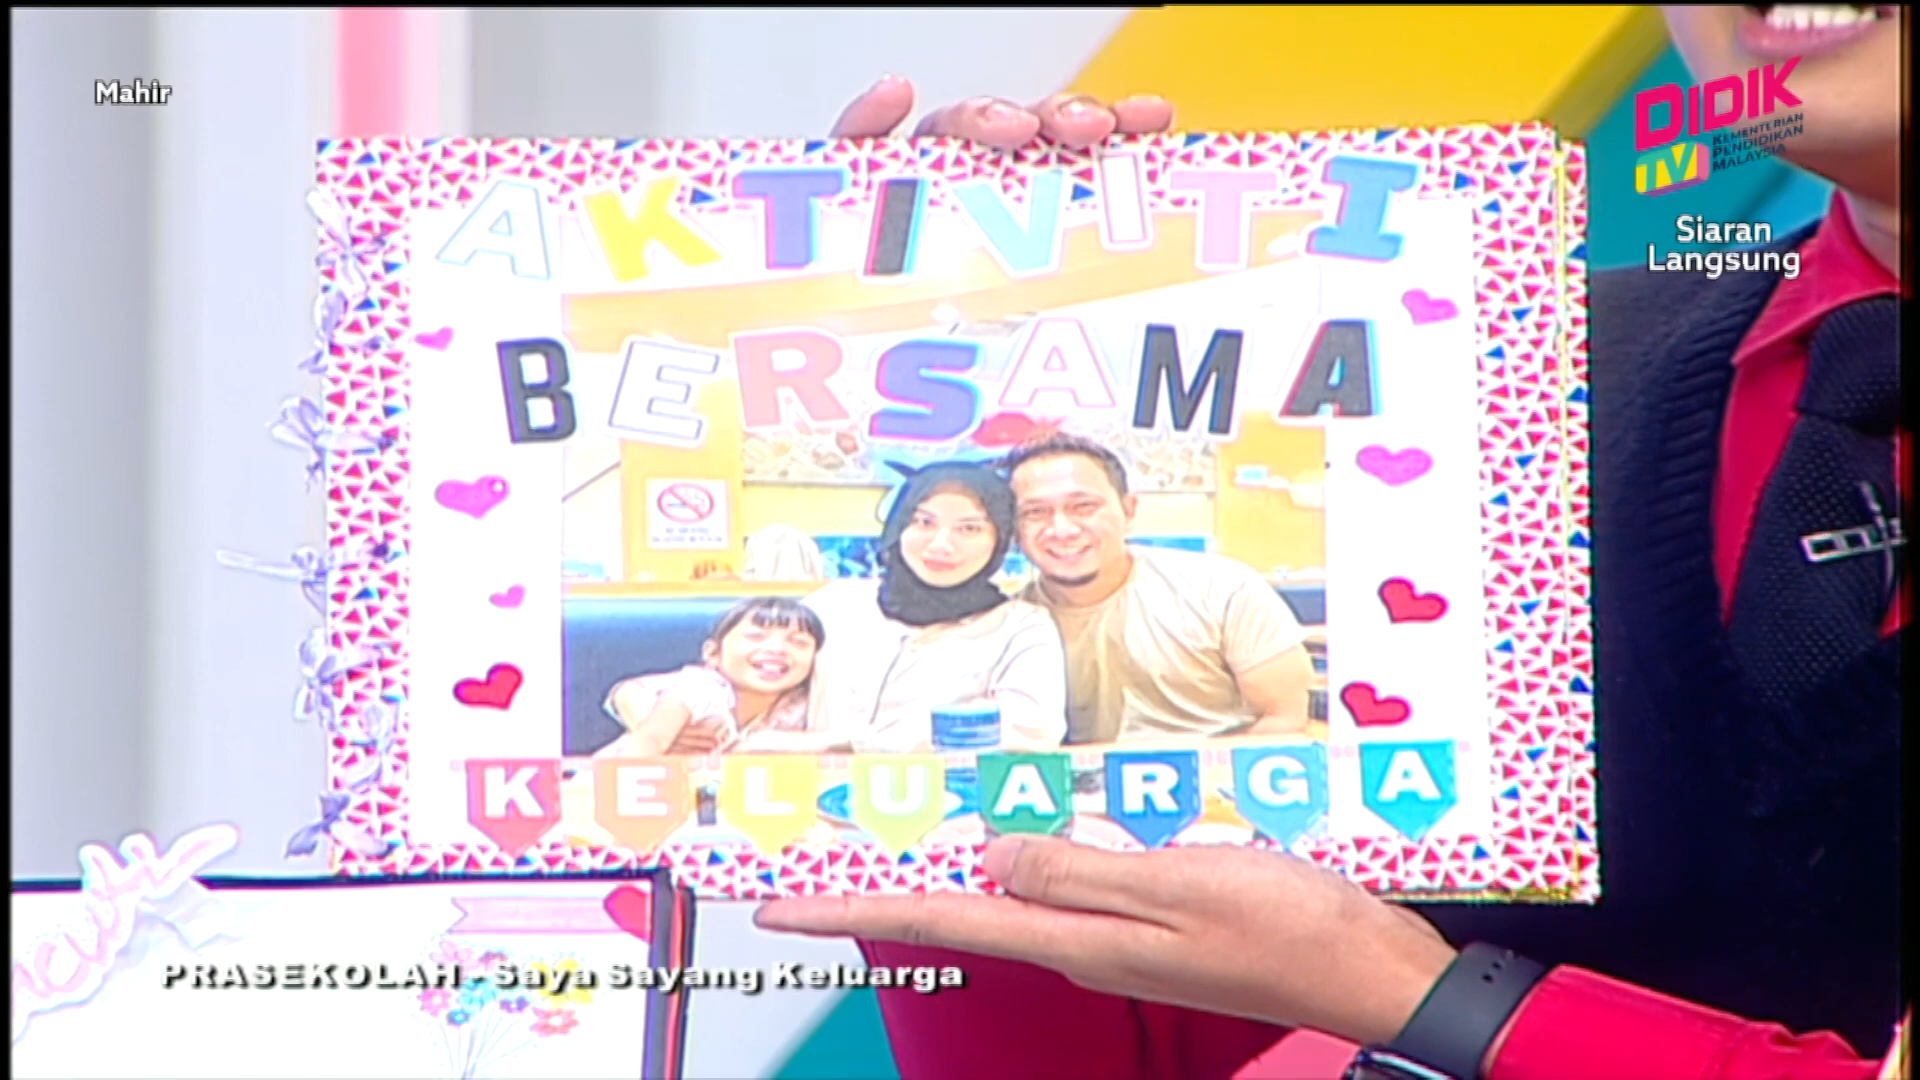 Mahir
DIDIK
TV
KEMENTERIAN
PENDIDIKAN
MALAYSIA
Siaran
Langsung
AKTIVITI
BERSAMA
KELUARGA
PRASEKOLAH - Saya Sayang Keluarga